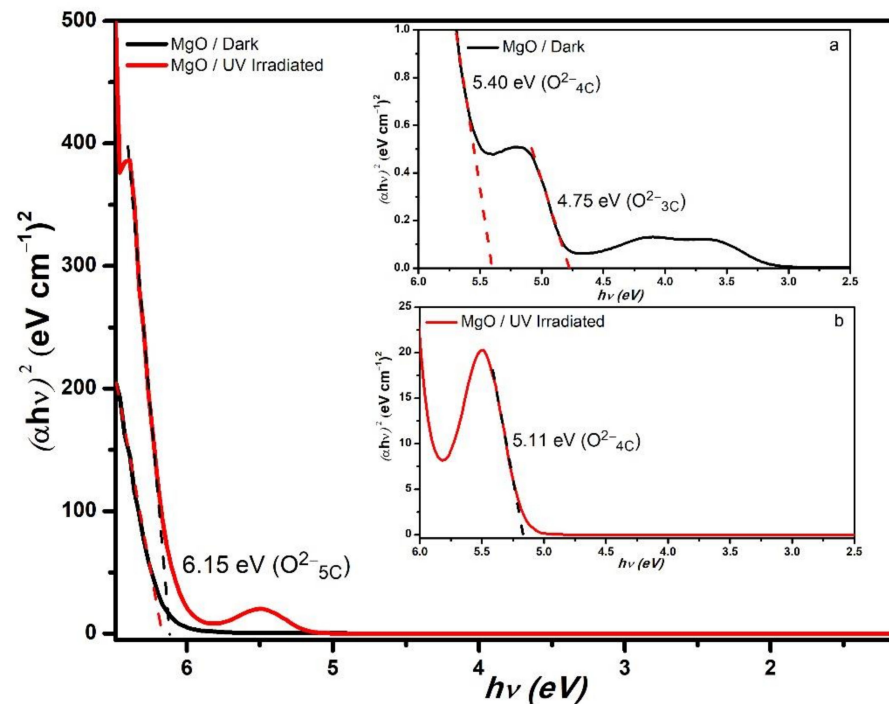 MgO / Dark
MgO / UV Irradiated
(αhν)² (eV cm⁻¹)²
500
400
300
200
100
0
6.15 eV (O²⁻₅C)
6
5
4
3
2
hν (eV)
MgO / Dark
a
(αhν)² (eV cm⁻¹)²
1.0
0.8
0.6
0.4
0.2
0.0
5.40 eV (O²⁻₄C)
4.75 eV (O²⁻₃C)
6.0 5.5 5.0 4.5 4.0 3.5 3.0 2.5
hν (eV)
MgO / UV Irradiated
b
(αhν)² (eV cm⁻¹)²
25
20
15
10
5
0
5.11 eV (O²⁻₄C)
6.0 5.5 5.0 4.5 4.0 3.5 3.0 2.5
hν (eV)